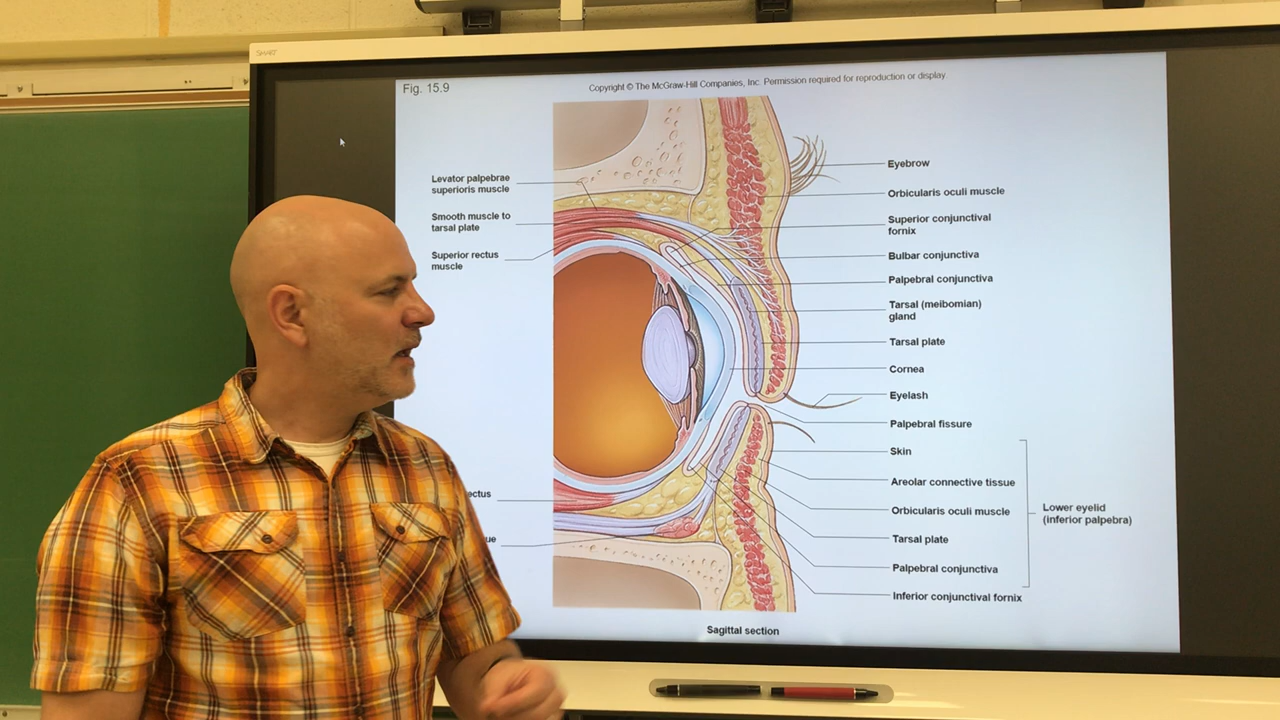 SMART
Fig. 15.9
Copyright © The McGraw-Hill Companies, Inc. Permission required for reproduction or display.
Levator palpebrae
superioris muscle
Smooth muscle to
tarsal plate
Superior rectus
muscle
Eyebrow
Orbicularis oculi muscle
Superior conjunctival
fornix
Bulbar conjunctiva
Palpebral conjunctiva
Tarsal (meibomian)
gland
Tarsal plate
Cornea
Eyelash
Palpebral fissure
Skin
Areolar connective tissue
Orbicularis oculi muscle
Tarsal plate
Palpebral conjunctiva
Inferior conjunctival fornix
Lower eyelid
(inferior palpebra)
Sagittal section